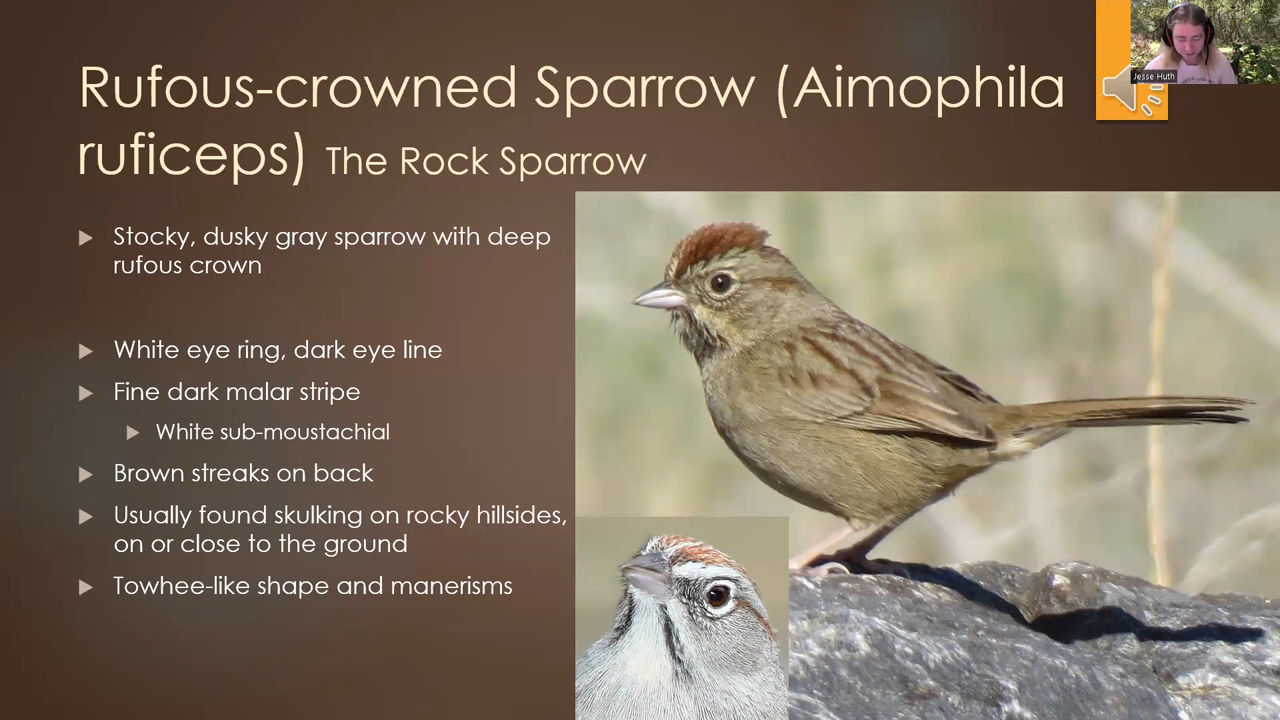 Rufous-crowned Sparrow (Aimophila
ruficeps) The Rock Sparrow
Jesse Huth
Stocky, dusky gray sparrow with deep
rufous crown
White eye ring, dark eye line
Fine dark malar stripe
White sub-moustachial
Brown streaks on back
Usually found skulking on rocky hillsides,
on or close to the ground
Towhee-like shape and manerisms